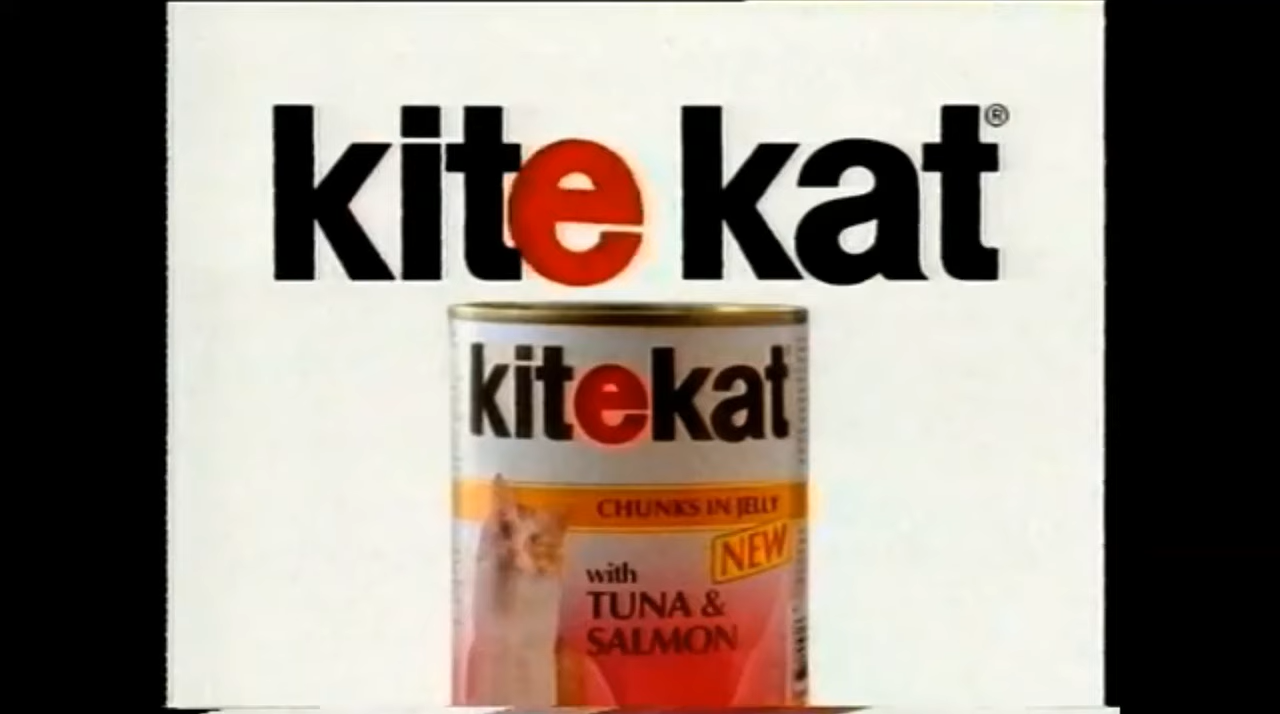 kitekat®
kitekat
CHUNKS IN JELLY
NEW
with
TUNA &
SALMON